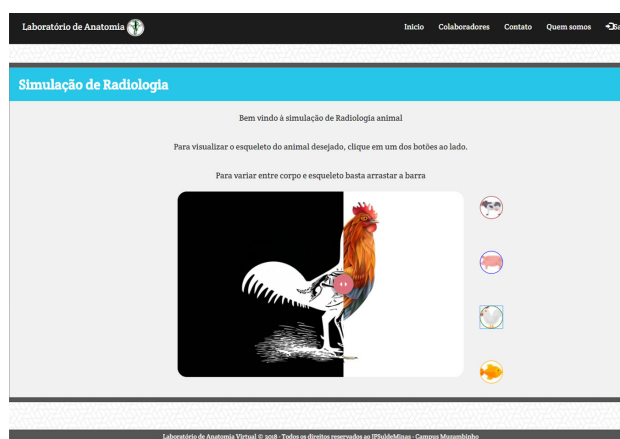 Laboratório de Anatomia
Inicio Colaboradores Contato Quem somos
Simulação de Radiologia
Bem vindo à simulação de Radiologia animal
Para visualizar o esqueleto do animal desejado, clique em um dos botões ao lado.
Para variar entre corpo e esqueleto basta arrastar a barra
Laboratório de Anatomia Virtual © 2018 - Todos os direitos reservados ao IFSuldeMinas - Campus Muzambinho